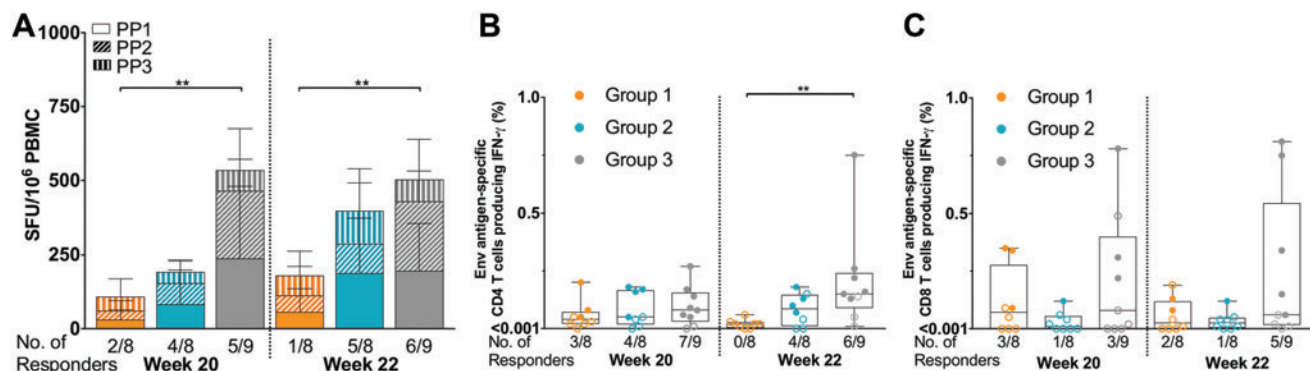 A
1000
750
500
250
0
SFU/10⁶ PBMC
PP1
PP2
PP3
**
**
No. of Responders
2/8 4/8 5/9 1/8 5/8 6/9
Week 20 Week 22
B
1.0
0.5
<0.001
Env antigen-specific
CD4 T cells producing IFN-γ (%)
Group 1
Group 2
Group 3
**
No. of Responders
3/8 4/8 7/9 0/8 4/8 6/9
Week 20 Week 22
C
1.0
0.5
<0.001
Env antigen-specific
CD8 T cells producing IFN-γ (%)
Group 1
Group 2
Group 3
No. of Responders
3/8 1/8 3/9 2/8 1/8 5/9
Week 20 Week 22